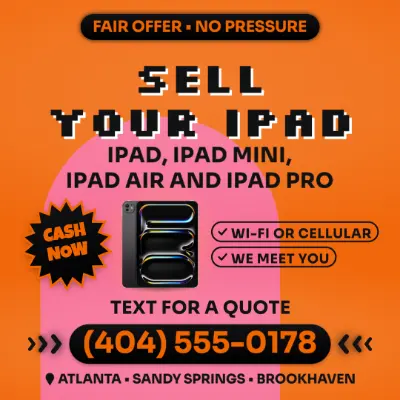 FAIR OFFER • NO PRESSURE
SELL
YOUR IPAD
IPAD, IPAD MINI,
IPAD AIR AND IPAD PRO
CASH
NOW
WI-FI OR CELLULAR
WE MEET YOU
TEXT FOR A QUOTE
(404) 555-0178
ATLANTA • SANDY SPRINGS • BROOKHAVEN